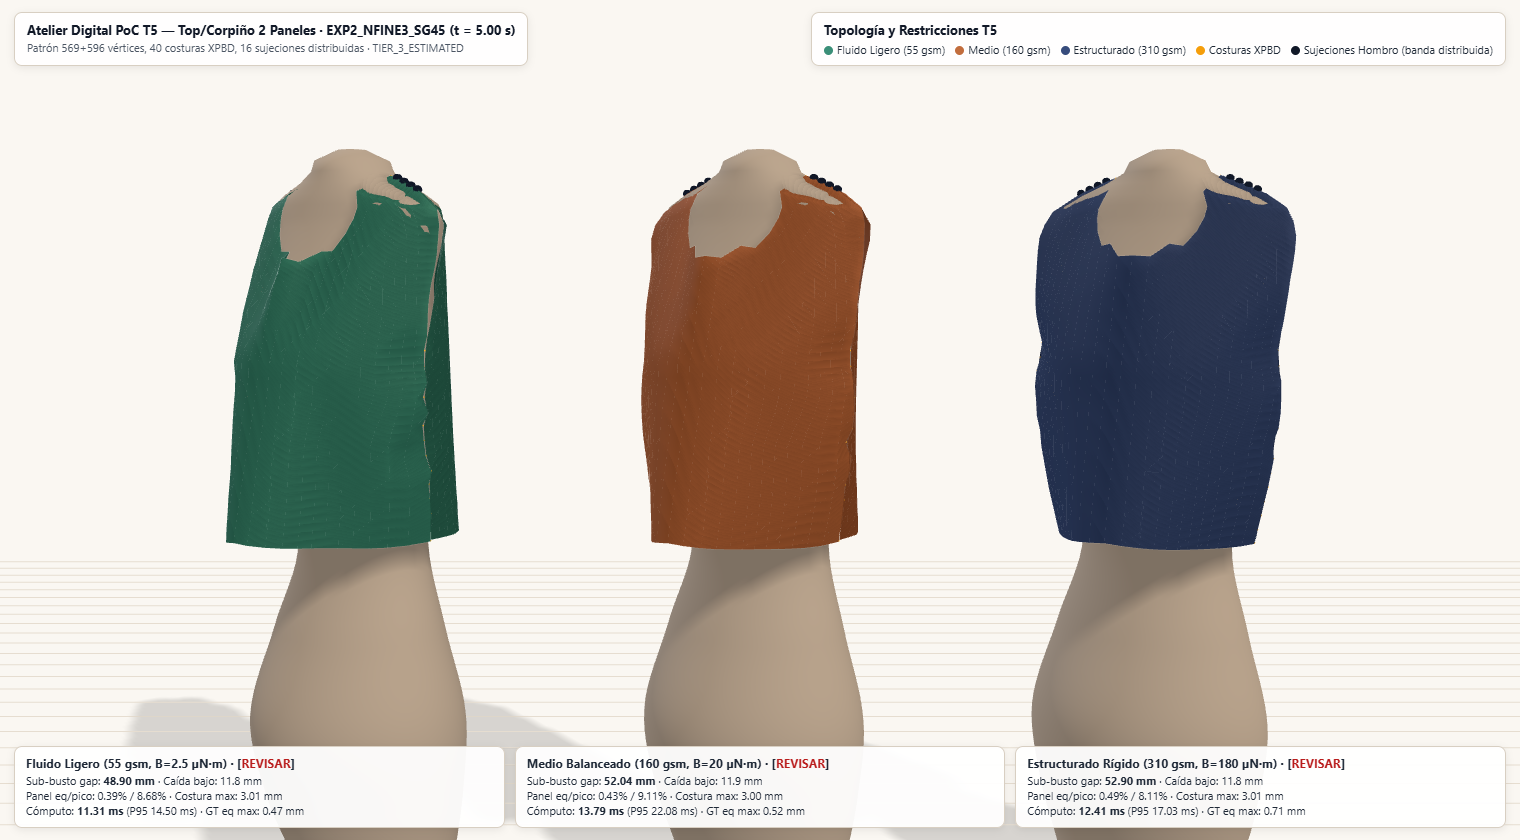 Atelier Digital PoC T5 — Top/Corpiño 2 Paneles · EXP2_NFINE3_SG45 (t = 5.00 s)
Patrón 569+596 vértices, 40 costuras XPBD, 16 sujeciones distribuidas · TIER_3_ESTIMATED
Topología y Restricciones T5
Fluido Ligero (55 gsm) Medio (160 gsm) Estructurado (310 gsm) Costuras XPBD Sujeciones Hombro (banda distribuida)
Fluido Ligero (55 gsm, B=2.5 μN·m) · [REVISAR]
Sub-busto gap: 48.90 mm · Caída bajo: 11.8 mm
Panel eq/pico: 0.39% / 8.68% · Costura max: 3.01 mm
Cómputo: 11.31 ms (P95 14.50 ms) · GT eq max: 0.47 mm
Medio Balanceado (160 gsm, B=20 μN·m) · [REVISAR]
Sub-busto gap: 52.04 mm · Caída bajo: 11.9 mm
Panel eq/pico: 0.43% / 9.11% · Costura max: 3.00 mm
Cómputo: 13.79 ms (P95 22.08 ms) · GT eq max: 0.52 mm
Estructurado Rígido (310 gsm, B=180 μN·m) · [REVISAR]
Sub-busto gap: 52.90 mm · Caída bajo: 11.8 mm
Panel eq/pico: 0.49% / 8.11% · Costura max: 3.01 mm
Cómputo: 12.41 ms (P95 17.03 ms) · GT eq max: 0.71 mm